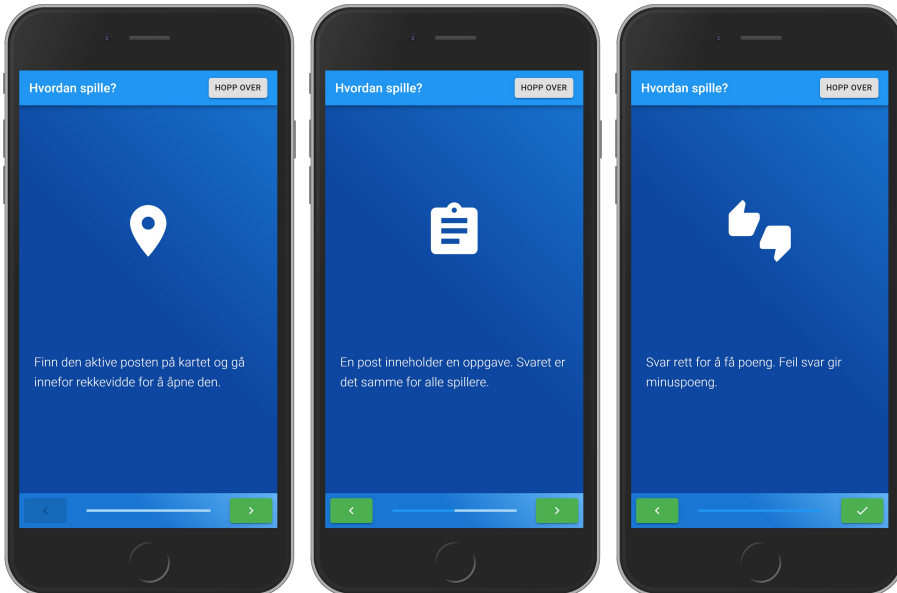 Hvordan spille?
HOPP OVER
Finn den aktive posten på kartet og gå
innefor rekkevidde for å åpne den.
Hvordan spille?
HOPP OVER
En post inneholder en oppgave. Svaret er
det samme for alle spillere.
Hvordan spille?
HOPP OVER
Svar rett for å få poeng. Feil svar gir
minuspoeng.